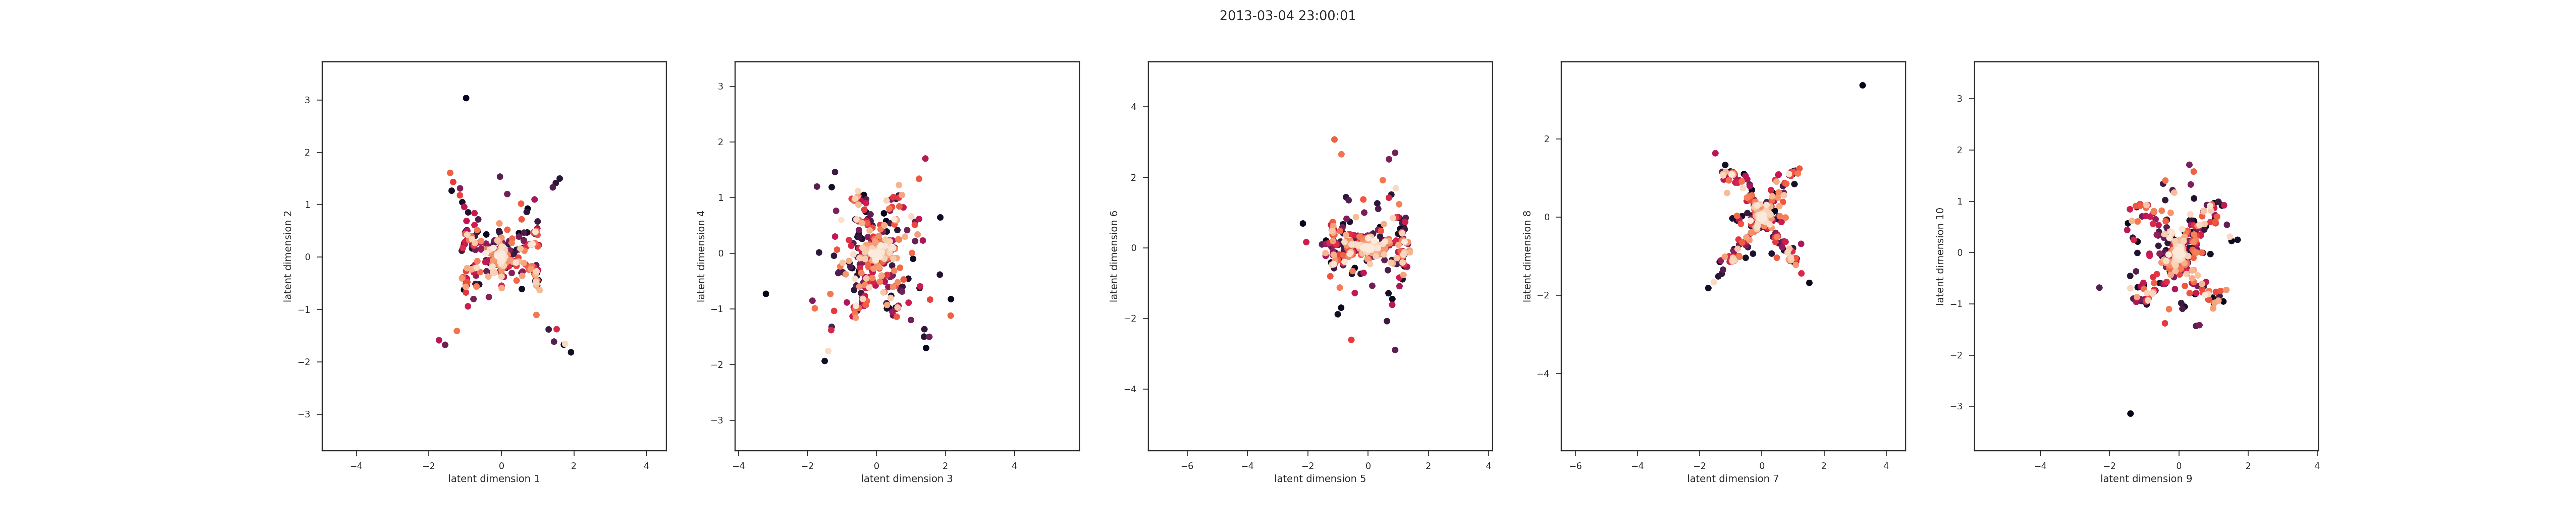 2013-03-04 23:00:01
3
2
1
0
−1
−2
−3
latent dimension 2
−4 −2 0 2 4
latent dimension 1
3
2
1
0
−1
−2
−3
latent dimension 4
−4 −2 0 2 4
latent dimension 3
4
2
0
−2
−4
latent dimension 6
−6 −4 −2 0 2 4
latent dimension 5
2
0
−2
−4
latent dimension 8
−6 −4 −2 0 2 4
latent dimension 7
3
2
1
0
−1
−2
−3
latent dimension 10
−4 −2 0 2 4
latent dimension 9